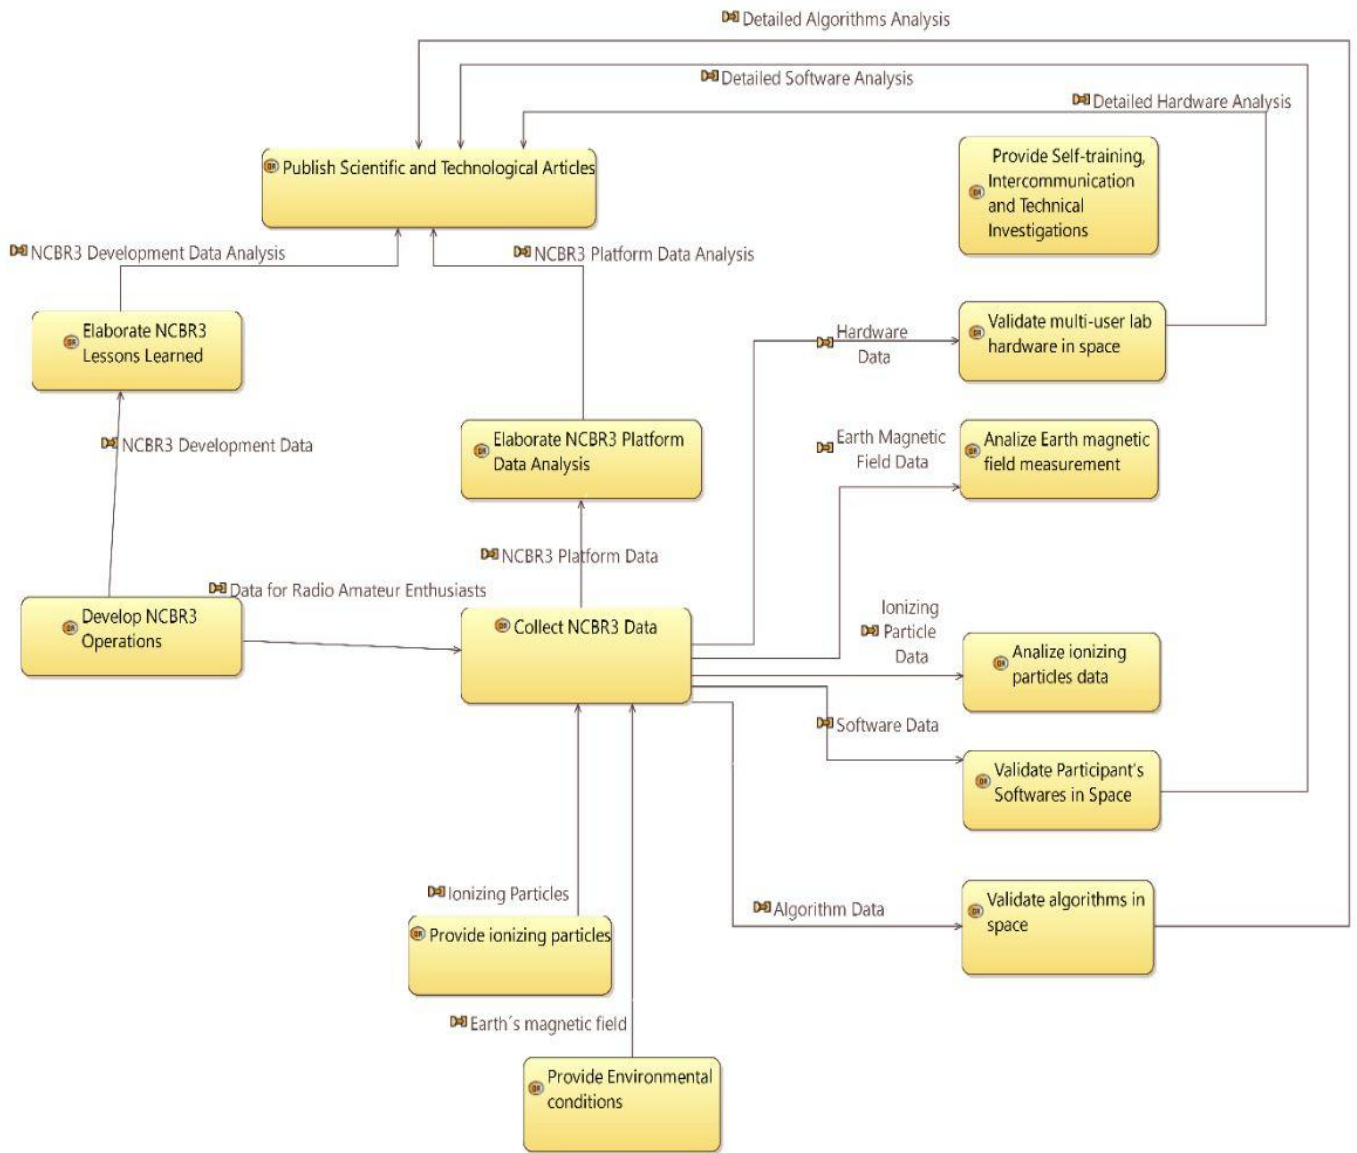 Detailed Algorithms Analysis
Detailed Software Analysis
Detailed Hardware Analysis
Publish Scientific and Technological Articles
Provide Self-training,
Intercommunication
and Technical
Investigations
NCBR3 Development Data Analysis
NCBR3 Platform Data Analysis
Elaborate NCBR3
Lessons Learned
Hardware
Data
Validate multi-user lab
hardware in space
NCBR3 Development Data
Elaborate NCBR3 Platform
Data Analysis
Earth Magnetic
Field Data
Analize Earth magnetic
field measurement
NCBR3 Platform Data
Data for Radio Amateur Enthusiasts
Develop NCBR3
Operations
Collect NCBR3 Data
Ionizing
Particle
Data
Analize ionizing
particles data
Software Data
Validate Participant's
Softwares in Space
Ionizing Particles
Provide ionizing particles
Algorithm Data
Validate algorithms in
space
Earth´s magnetic field
Provide Environmental
conditions